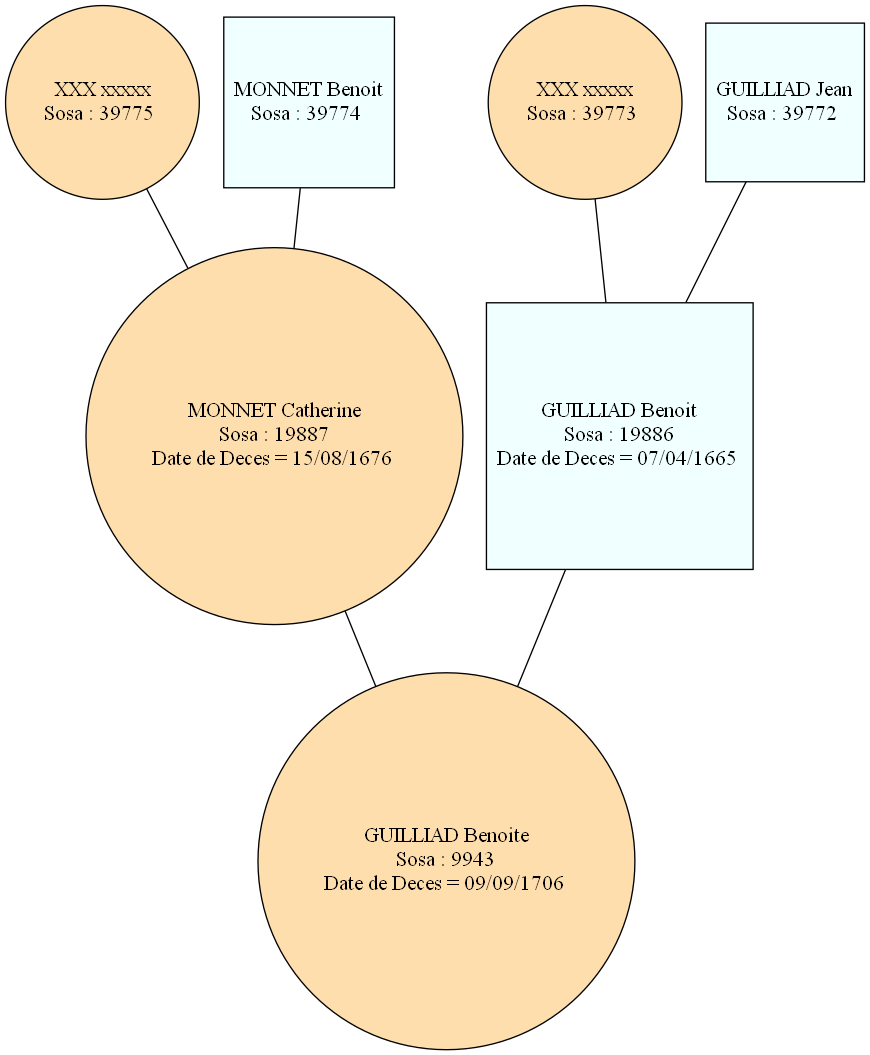 XXX xxxxx
Sosa : 39775
MONNET Benoit
Sosa : 39774
XXX xxxxx
Sosa : 39773
GUILLIAD Jean
Sosa : 39772
MONNET Catherine
Sosa : 19887
Date de Deces = 15/08/1676
GUILLIAD Benoit
Sosa : 19886
Date de Deces = 07/04/1665
GUILLIAD Benoite
Sosa : 9943
Date de Deces = 09/09/1706